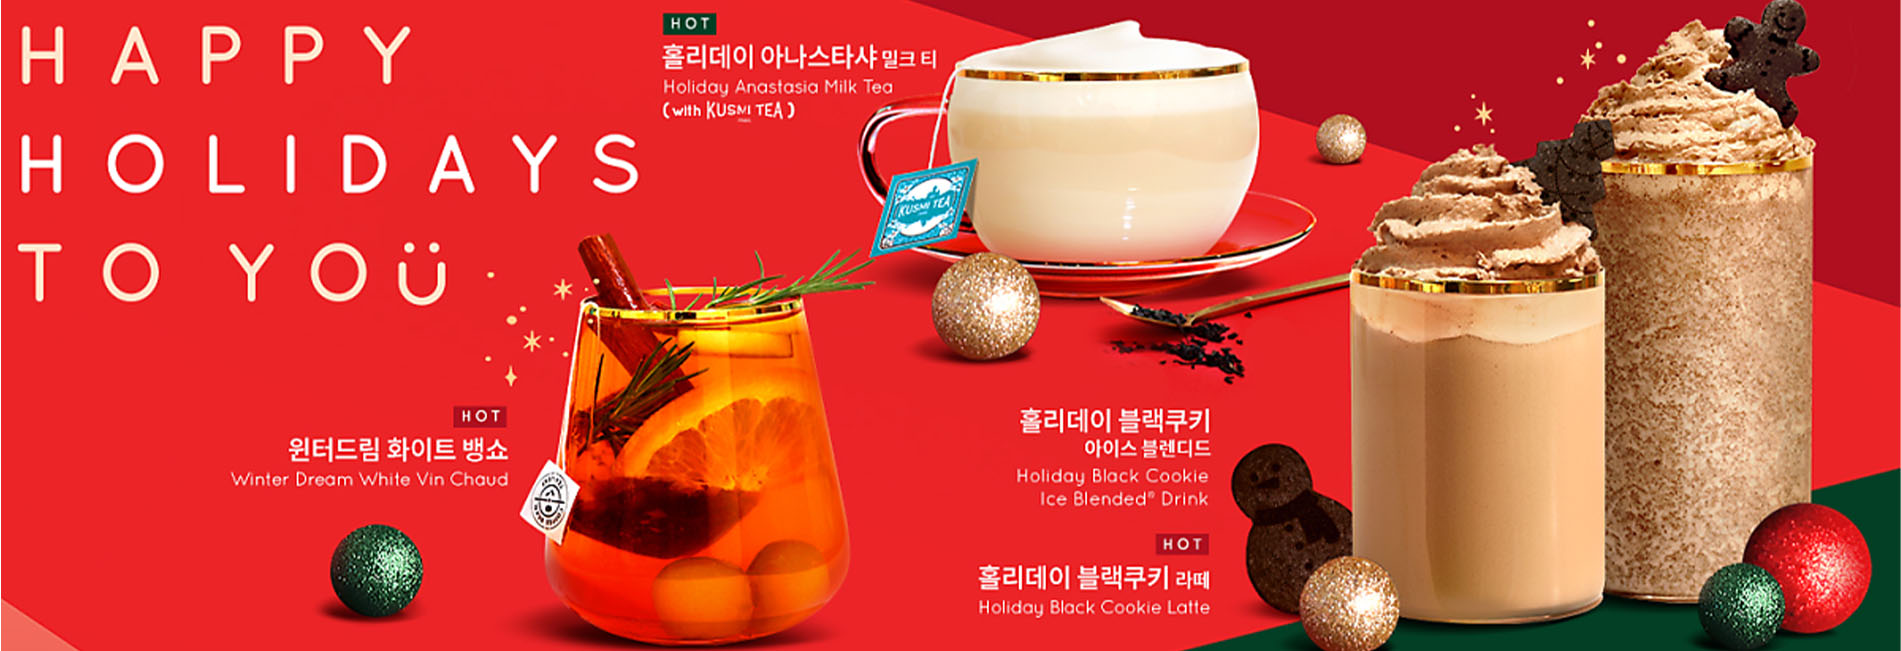 HAPPY
HOLIDAYS
TO YOÜ
HOT
홀리데이 아나스타샤 밀크 티
Holiday Anastasia Milk Tea
(with KUSMI TEA)
KUSMI TEA
HOT
윈터드림 화이트 뱅쇼
Winter Dream White Vin Chaud
홀리데이 블랙쿠키
아이스 블렌디드
Holiday Black Cookie
Ice Blended® Drink
HOT
홀리데이 블랙쿠키 라떼
Holiday Black Cookie Latte